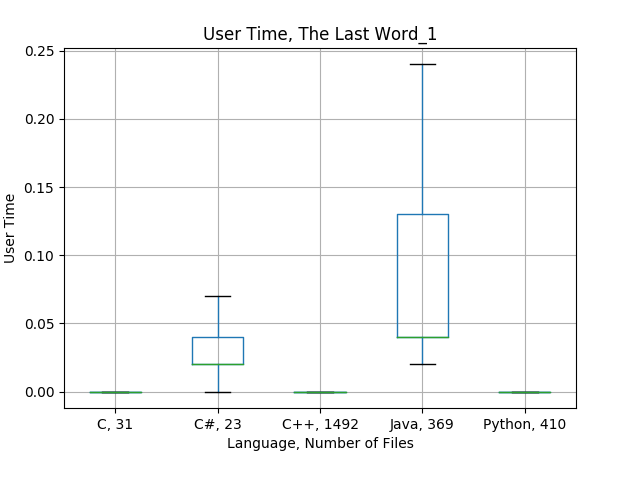 User Time, The Last Word_1
0.25
0.20
0.15
0.10
0.05
0.00
User Time
C, 31 C#, 23 C++, 1492 Java, 369 Python, 410
Language, Number of Files